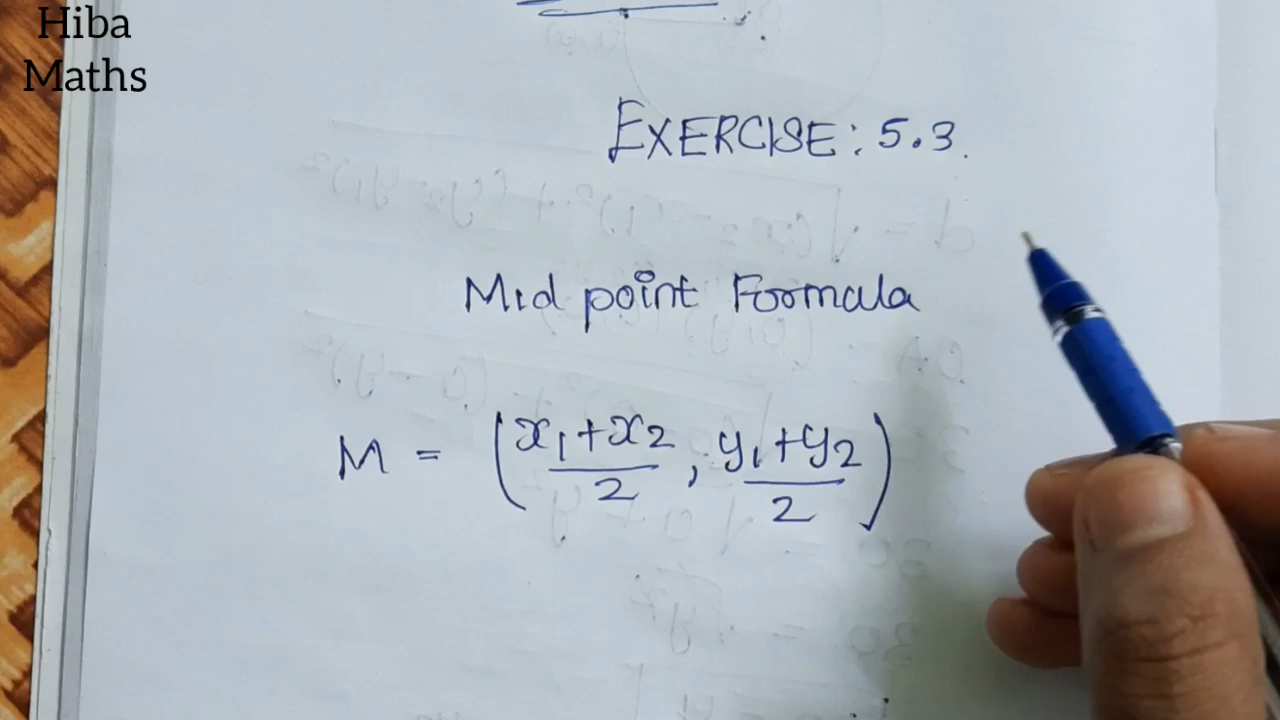 Hiba
Maths
EXERCISE: 5.3.
Mid point Formula
M = (x₁+x₂/2, y₁+y₂/2)